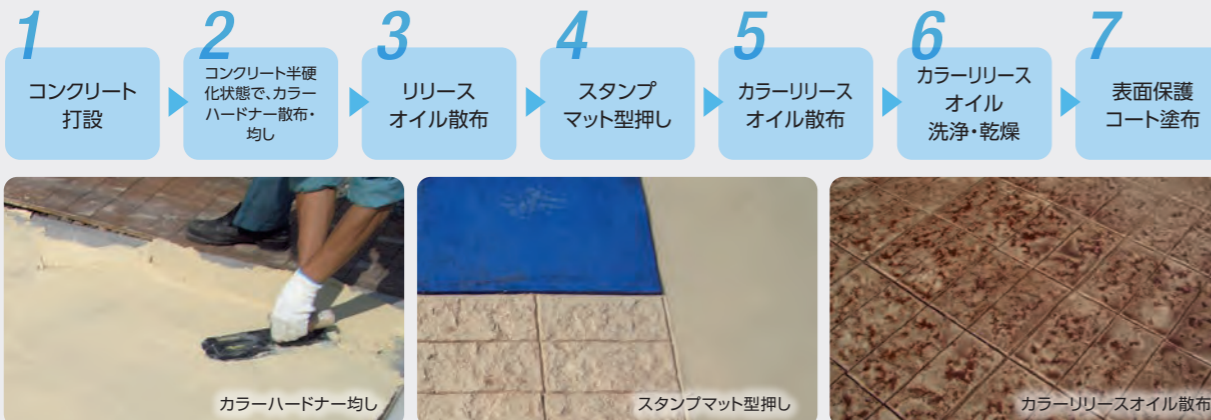 1
コンクリート
打設
2
コンクリート半硬
化状態で、カラー
ハードナー散布・
均し
3
リリース
オイル散布
4
スタンプ
マット型押し
5
カラーリリース
オイル散布
6
カラーリリース
オイル
洗浄・乾燥
7
表面保護
コート塗布
カラーハードナー均し
スタンプマット型押し
カラーリリースオイル散布